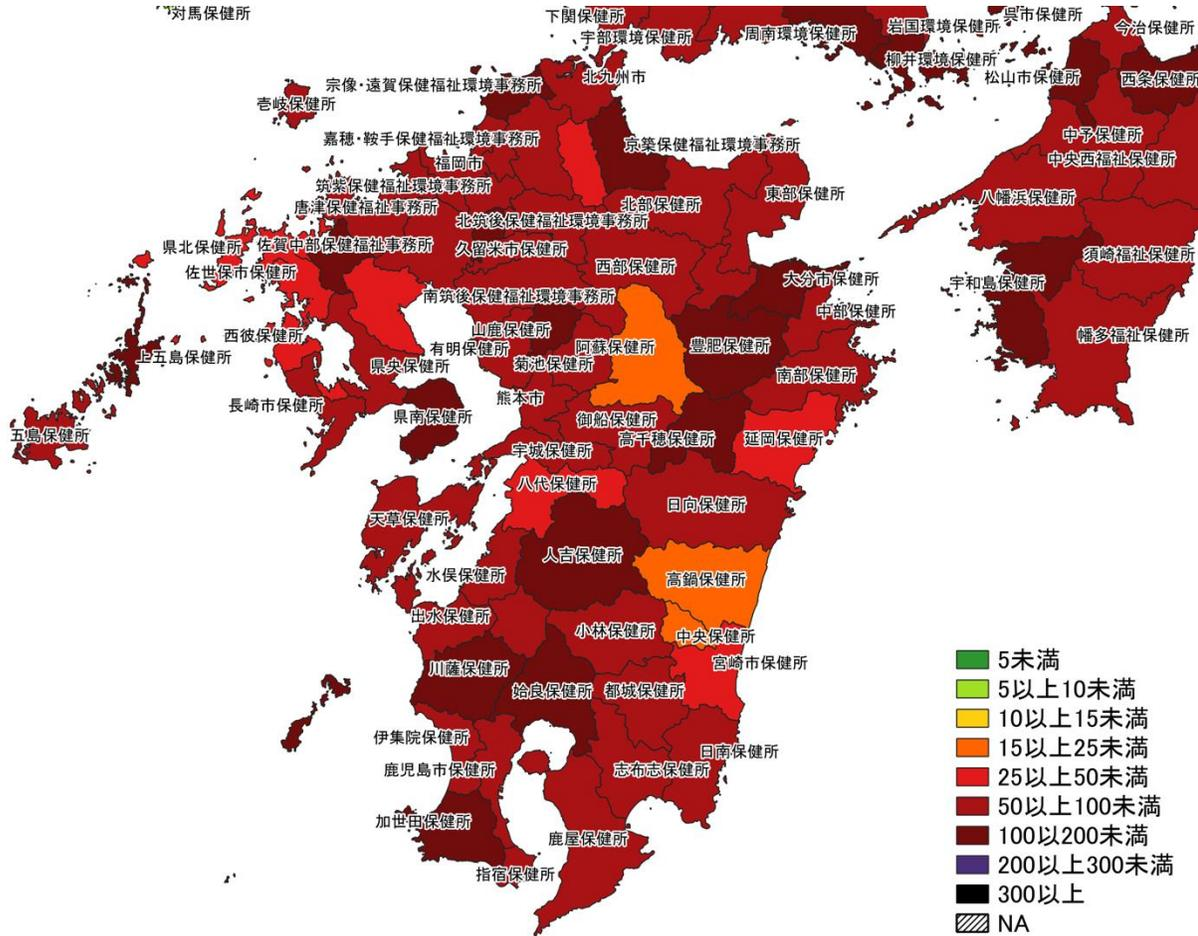 対馬保健所
下関保健所
呉市保健所
今治保健所
岩国環境保健所
宇部環境保健所
周南環境保健所
柳井環境保健所
北九州市
松山市保健所
西条保健所
宗像・遠賀保健福祉環境事務所
壱岐保健所
中予保健所
嘉穂・鞍手保健福祉環境事務所
京築保健福祉環境事務所
中央西福祉保健所
福岡市
筑紫保健福祉環境事務所
東部保健所
八幡浜保健所
唐津保健福祉事務所
北部保健所
北筑後保健福祉環境事務所
県北保健所
佐賀中部保健福祉事務所
久留米市保健所
須崎福祉保健所
佐世保市保健所
西部保健所
大分市保健所
宇和島保健所
南筑後保健福祉環境事務所
中部保健所
西彼保健所
山鹿保健所
幡多福祉保健所
有明保健所
阿蘇保健所
豊肥保健所
上五島保健所
県央保健所
菊池保健所
南部保健所
長崎市保健所
熊本市
県南保健所
御船保健所
五島保健所
高千穂保健所
延岡保健所
宇城保健所
八代保健所
日向保健所
天草保健所
人吉保健所
水俣保健所
高鍋保健所
出水保健所
小林保健所
中央保健所
宮崎市保健所
川薩保健所
姶良保健所
都城保健所
伊集院保健所
日南保健所
鹿児島市保健所
志布志保健所
加世田保健所
鹿屋保健所
指宿保健所
5未満
5以上10未満
10以上15未満
15以上25未満
25以上50未満
50以上100未満
100以200未満
200以上300未満
300以上
NA